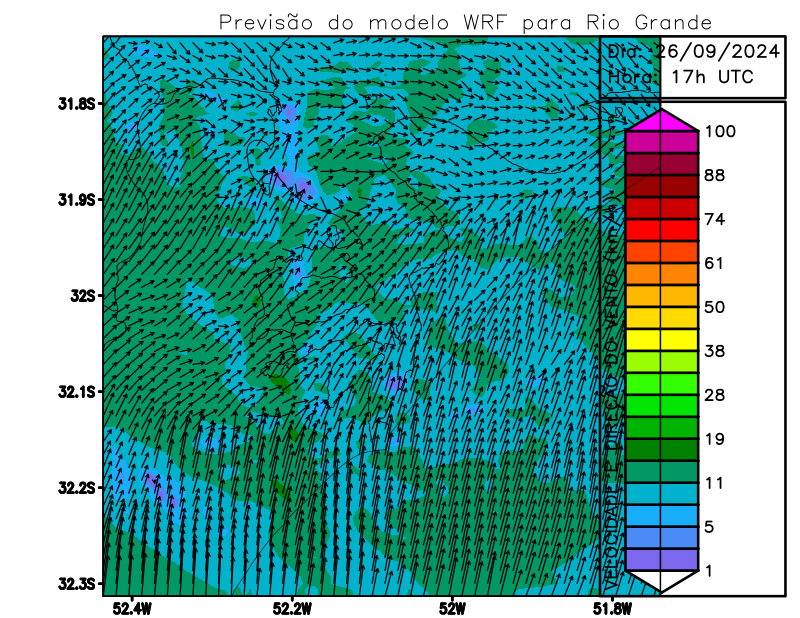 Previsão do modelo WRF para Rio Grande
Dia: 26/09/2024
Hora: 17h UTC
31.8S
31.9S
32S
32.1S
32.2S
32.3S
52.4W
52.2W
52W
51.8W
VELOCIDADE E DIREÇÃO DO VENTO (km/h)
100
88
74
61
50
38
28
19
11
5
1